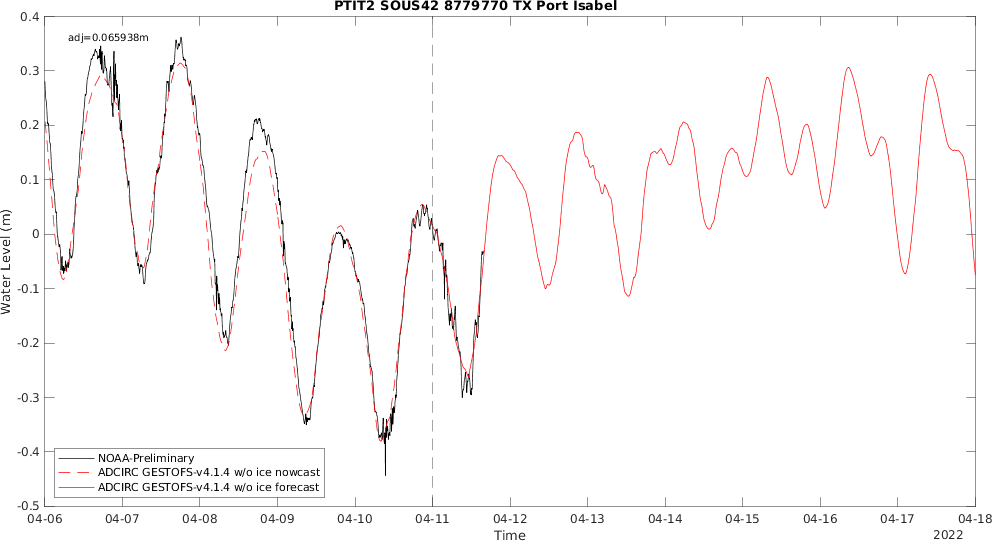 PTIT2 SOUS42 8779770 TX Port Isabel
adj=0.065938m
Water Level (m)
0.4
0.3
0.2
0.1
0
-0.1
-0.2
-0.3
-0.4
-0.5
NOAA-Preliminary
ADCIRC GESTOFS-v4.1.4 w/o ice nowcast
ADCIRC GESTOFS-v4.1.4 w/o ice forecast
04-06 04-07 04-08 04-09 04-10 04-11 04-12 04-13 04-14 04-15 04-16 04-17 04-18
Time
2022